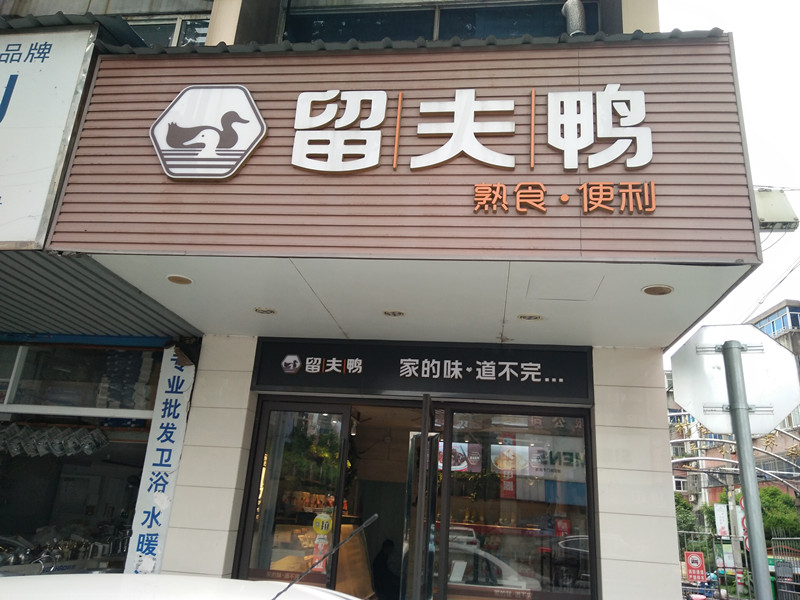 品牌
留夫鸭
熟食·便利
留夫鸭 家的味·道不完...
专业批发卫浴 水暖
10